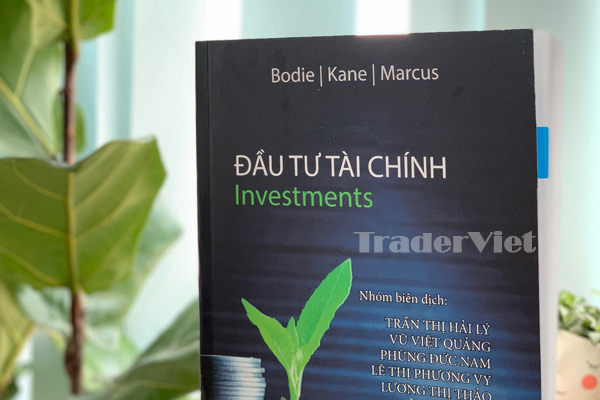 Bodie | Kane | Marcus
ĐẦU TƯ TÀI CHÍNH
Investments
TraderViet
Nhóm biên dịch:
TRẦN THỊ HẢI LÝ
VŨ VIỆT QUẢNG
PHÙNG ĐỨC NAM
LÊ THỊ PHƯƠNG VY
LƯƠNG THỊ THẢO